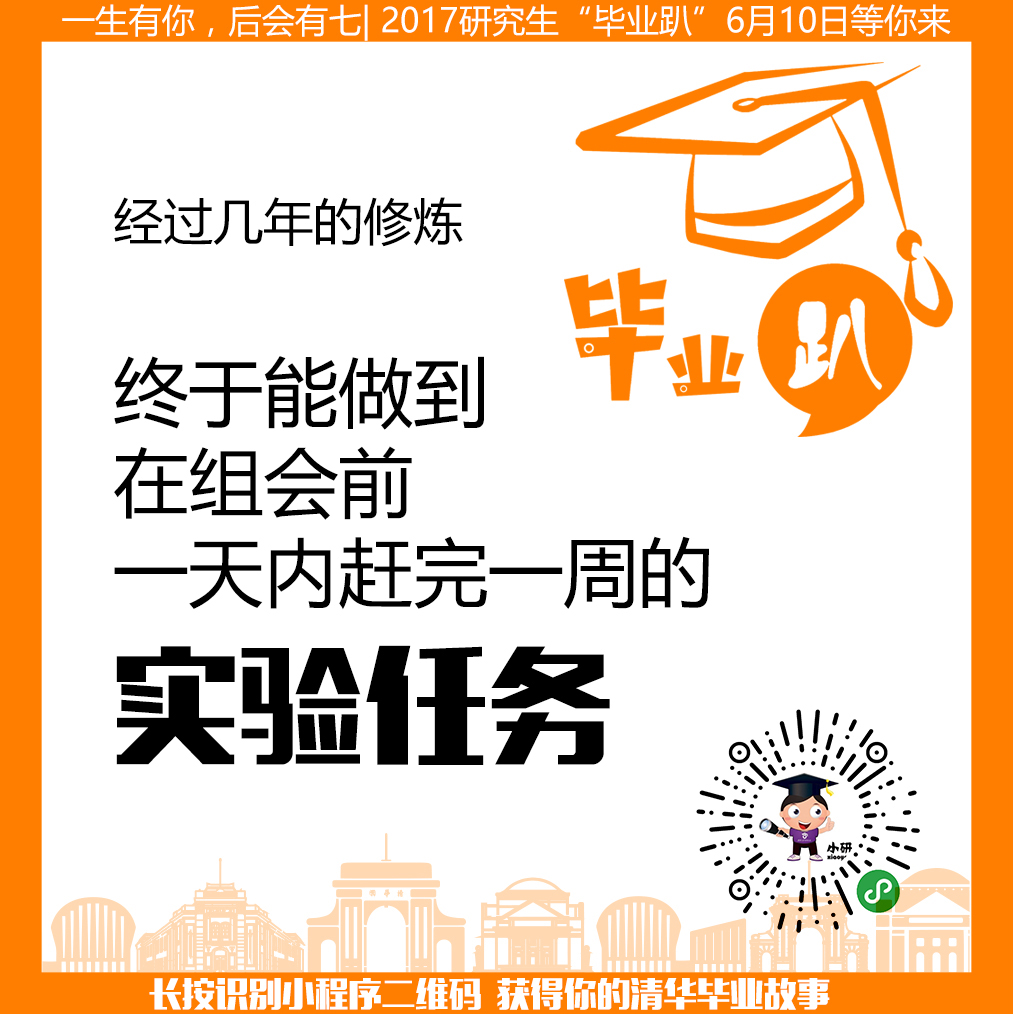 一生有你，后会有七| 2017研究生“毕业趴”6月10日等你来
毕业趴
经过几年的修炼
终于能做到
在组会前
一天内赶完一周的
实验任务
小研
长按识别小程序二维码 获得你的清华毕业故事